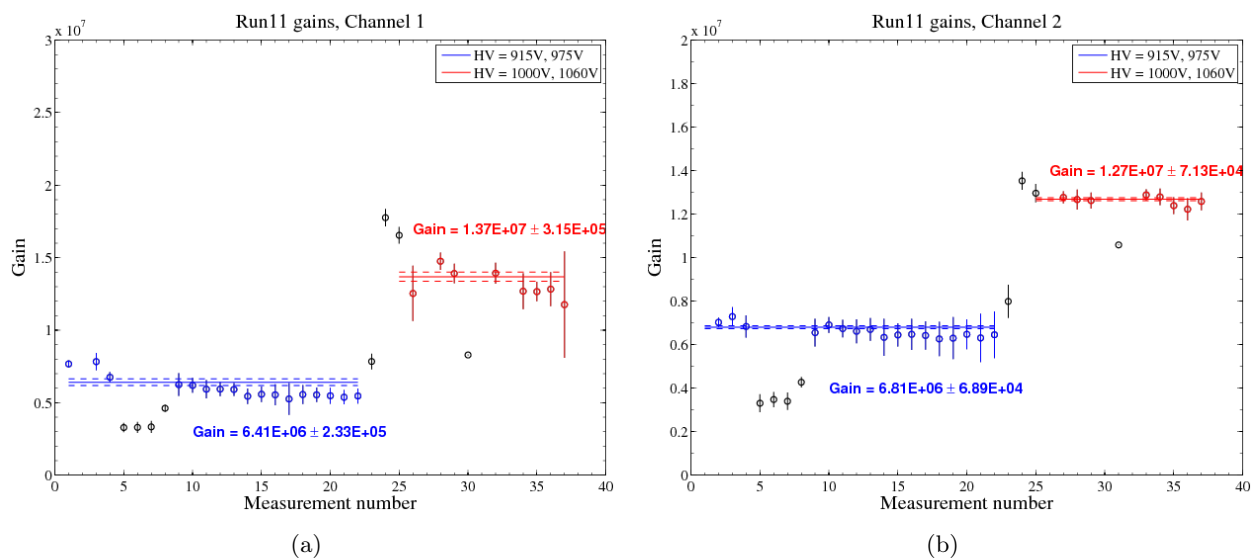 Run11 gains, Channel 1
x 10^7
3
2.5
2
1.5
1
0.5
0
Gain
HV = 915V, 975V
HV = 1000V, 1060V
Gain = 1.37E+07 ± 3.15E+05
Gain = 6.41E+06 ± 2.33E+05
0 5 10 15 20 25 30 35 40
Measurement number
(a)
Run11 gains, Channel 2
x 10^7
2
1.8
1.6
1.4
1.2
1
0.8
0.6
0.4
0.2
0
Gain
HV = 915V, 975V
HV = 1000V, 1060V
Gain = 1.27E+07 ± 7.13E+04
Gain = 6.81E+06 ± 6.89E+04
0 5 10 15 20 25 30 35 40
Measurement number
(b)